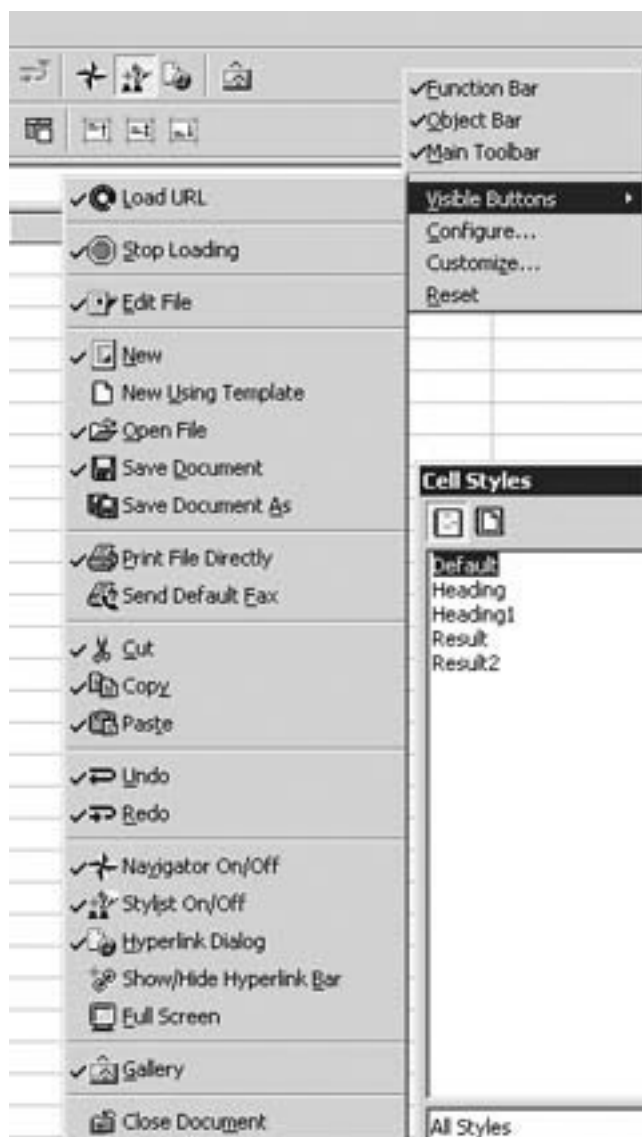 Function Bar
Object Bar
Main Toolbar
Visible Buttons
Configure...
Customize...
Reset
Load URL
Stop Loading
Edit File
New
New Using Template
Open File
Save Document
Save Document As
Print File Directly
Send Default Fax
Cut
Copy
Paste
Undo
Redo
Navigator On/Off
Stylist On/Off
Hyperlink Dialog
Show/Hide Hyperlink Bar
Full Screen
Gallery
Close Document
Cell Styles
Default
Heading
Heading1
Result
Result2
All Styles